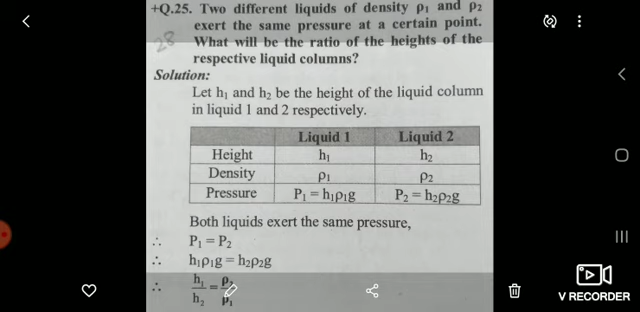 +Q.25. Two different liquids of density ρ₁ and ρ₂
exert the same pressure at a certain point.
28 What will be the ratio of the heights of the
respective liquid columns?
Solution:
Let h₁ and h₂ be the height of the liquid column
in liquid 1 and 2 respectively.
Liquid 1 Liquid 2
Height h₁ h₂
Density ρ₁ ρ₂
Pressure P₁ = h₁ρ₁g P₂ = h₂ρ₂g
Both liquids exert the same pressure,
∴ P₁ = P₂
∴ h₁ρ₁g = h₂ρ₂g
∴ h₁/h₂ = ρ₂/ρ₁
V RECORDER